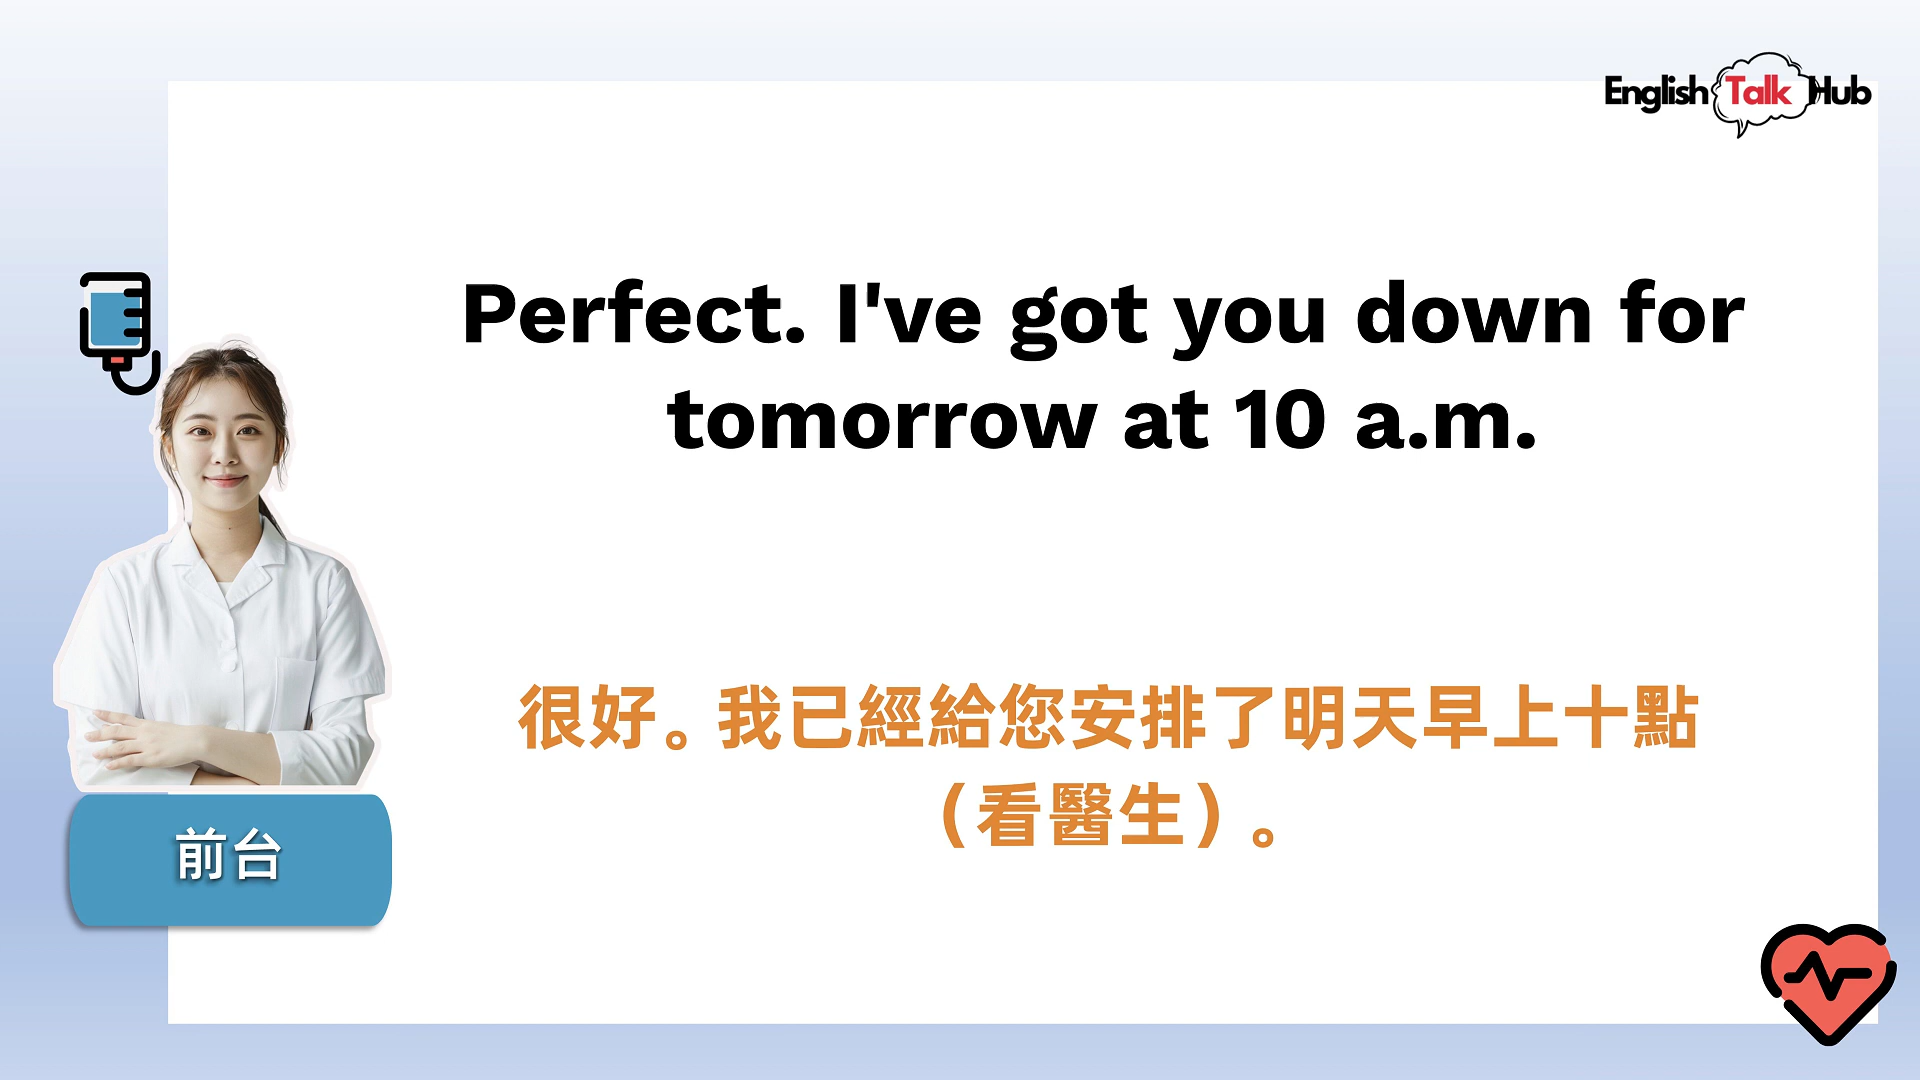 English Talk Hub
Perfect. I've got you down for
tomorrow at 10 a.m.
很好。我已經給您安排了明天早上十點
（看醫生）。
前台